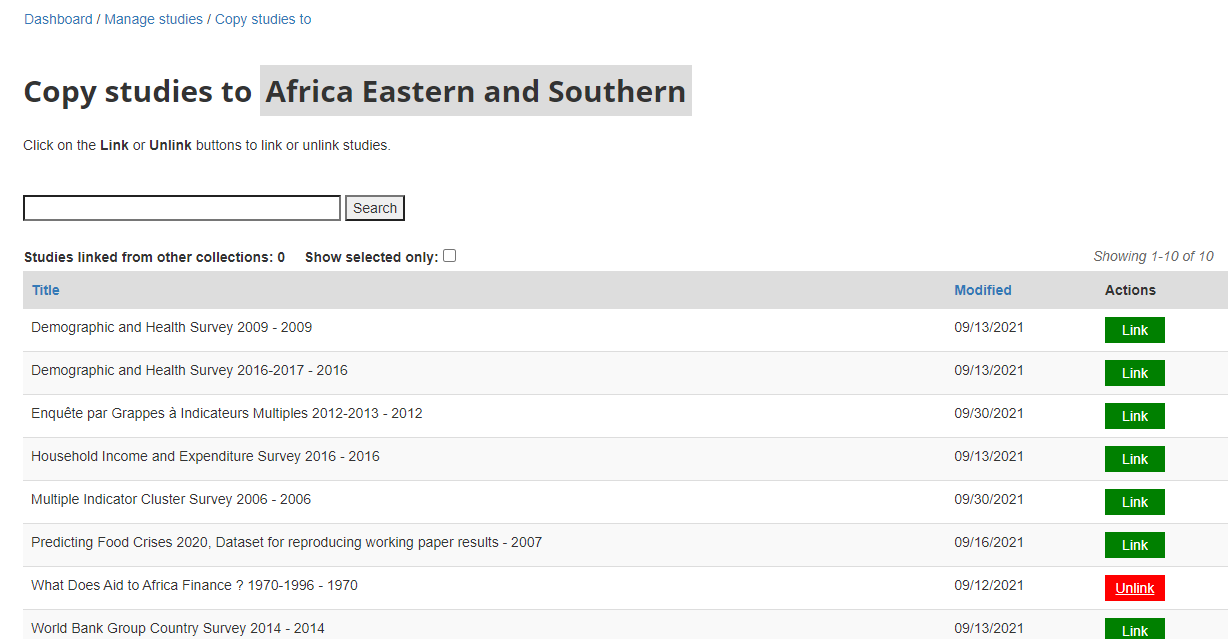 Dashboard / Manage studies / Copy studies to
Copy studies to Africa Eastern and Southern
Click on the Link or Unlink buttons to link or unlink studies.
Search
Studies linked from other collections: 0 Show selected only: Showing 1-10 of 10
Title Modified Actions
Demographic and Health Survey 2009 - 2009 09/13/2021 Link
Demographic and Health Survey 2016-2017 - 2016 09/13/2021 Link
Enquête par Grappes à Indicateurs Multiples 2012-2013 - 2012 09/30/2021 Link
Household Income and Expenditure Survey 2016 - 2016 09/13/2021 Link
Multiple Indicator Cluster Survey 2006 - 2006 09/30/2021 Link
Predicting Food Crises 2020, Dataset for reproducing working paper results - 2007 09/16/2021 Link
What Does Aid to Africa Finance ? 1970-1996 - 1970 09/12/2021 Unlink
World Bank Group Country Survey 2014 - 2014 09/13/2021 Link